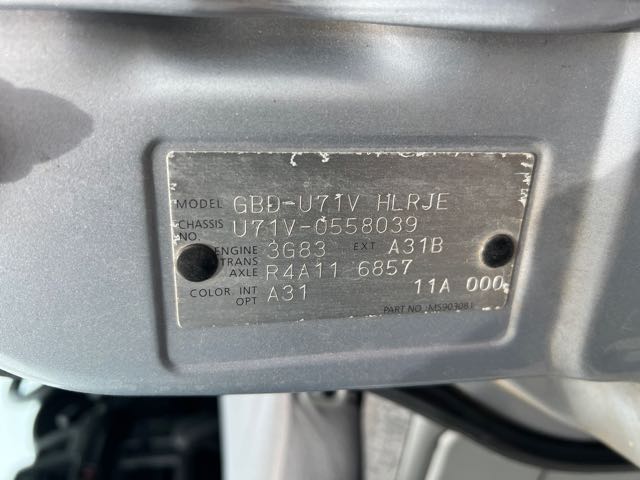 MODEL GBD-U71V HLRJE
CHASSIS NO. U71V-0558039
ENGINE 3G83 EXT A31B
TRANS AXLE R4A11 6857
COLOR INT OPT A31 11A 000
PART NO. MS903081